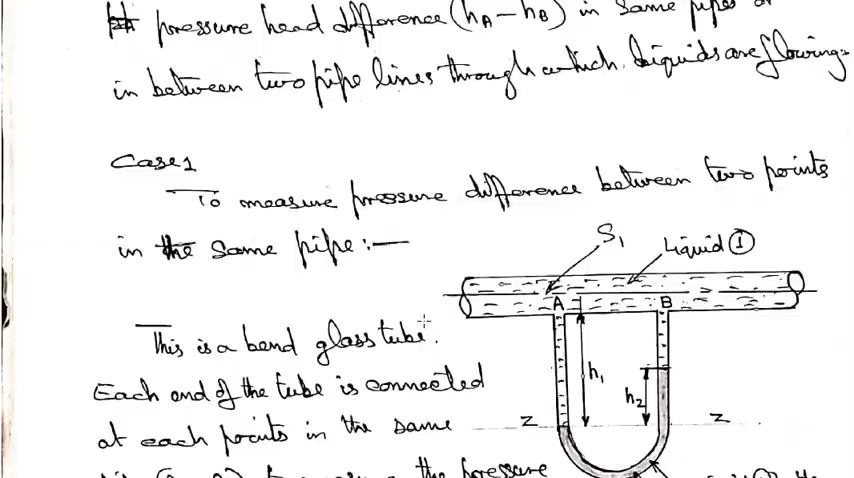 pressure head difference (hA - hB) in same pipes or
in between two pipe lines through which liquids are flowing:-
Case 1
To measure pressure difference between two points
in the same pipe :—
S1
Liquid ①
A
B
This is a bend glass tube.
h1
Each end of the tube is connected
h2
Z
Z
at each points in the same
the pressure